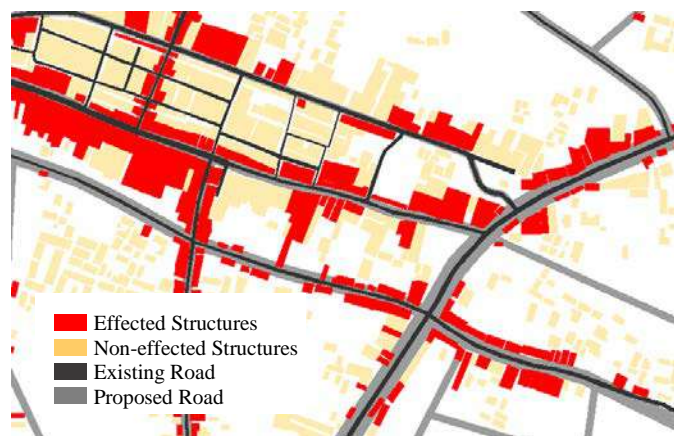 Effected Structures
Non-effected Structures
Existing Road
Proposed Road